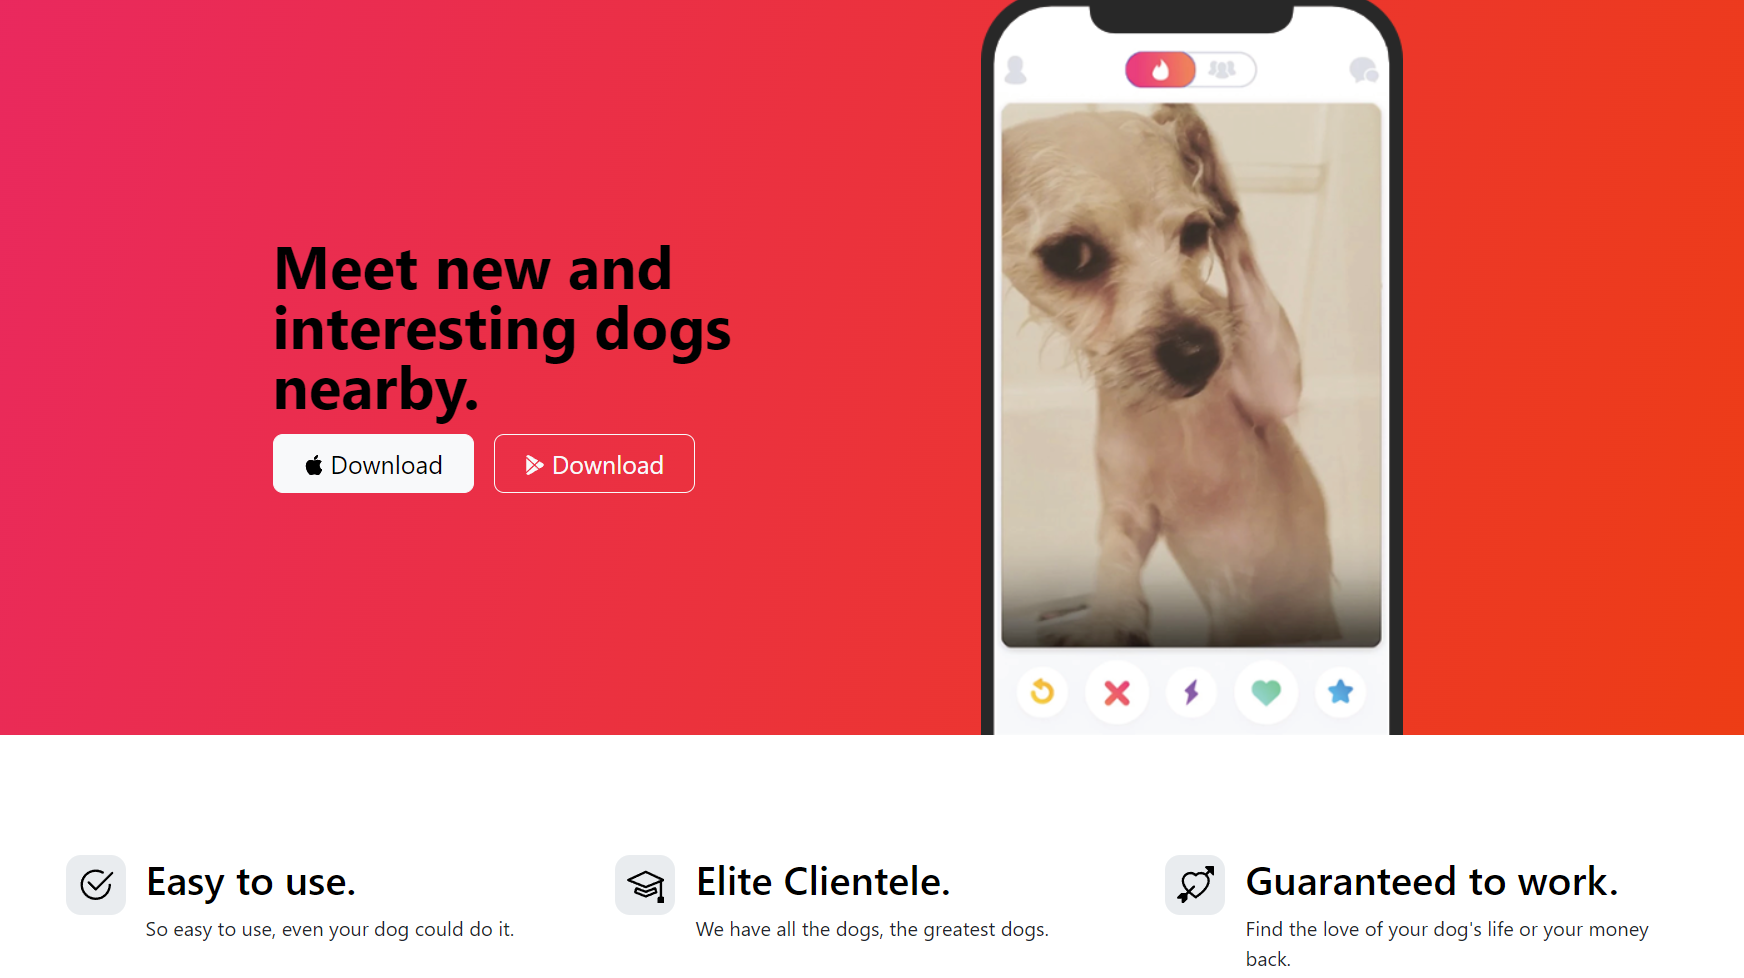 Meet new and
interesting dogs
nearby.
Download
Download
Easy to use.
So easy to use, even your dog could do it.
Elite Clientele.
We have all the dogs, the greatest dogs.
Guaranteed to work.
Find the love of your dog's life or your money
back.